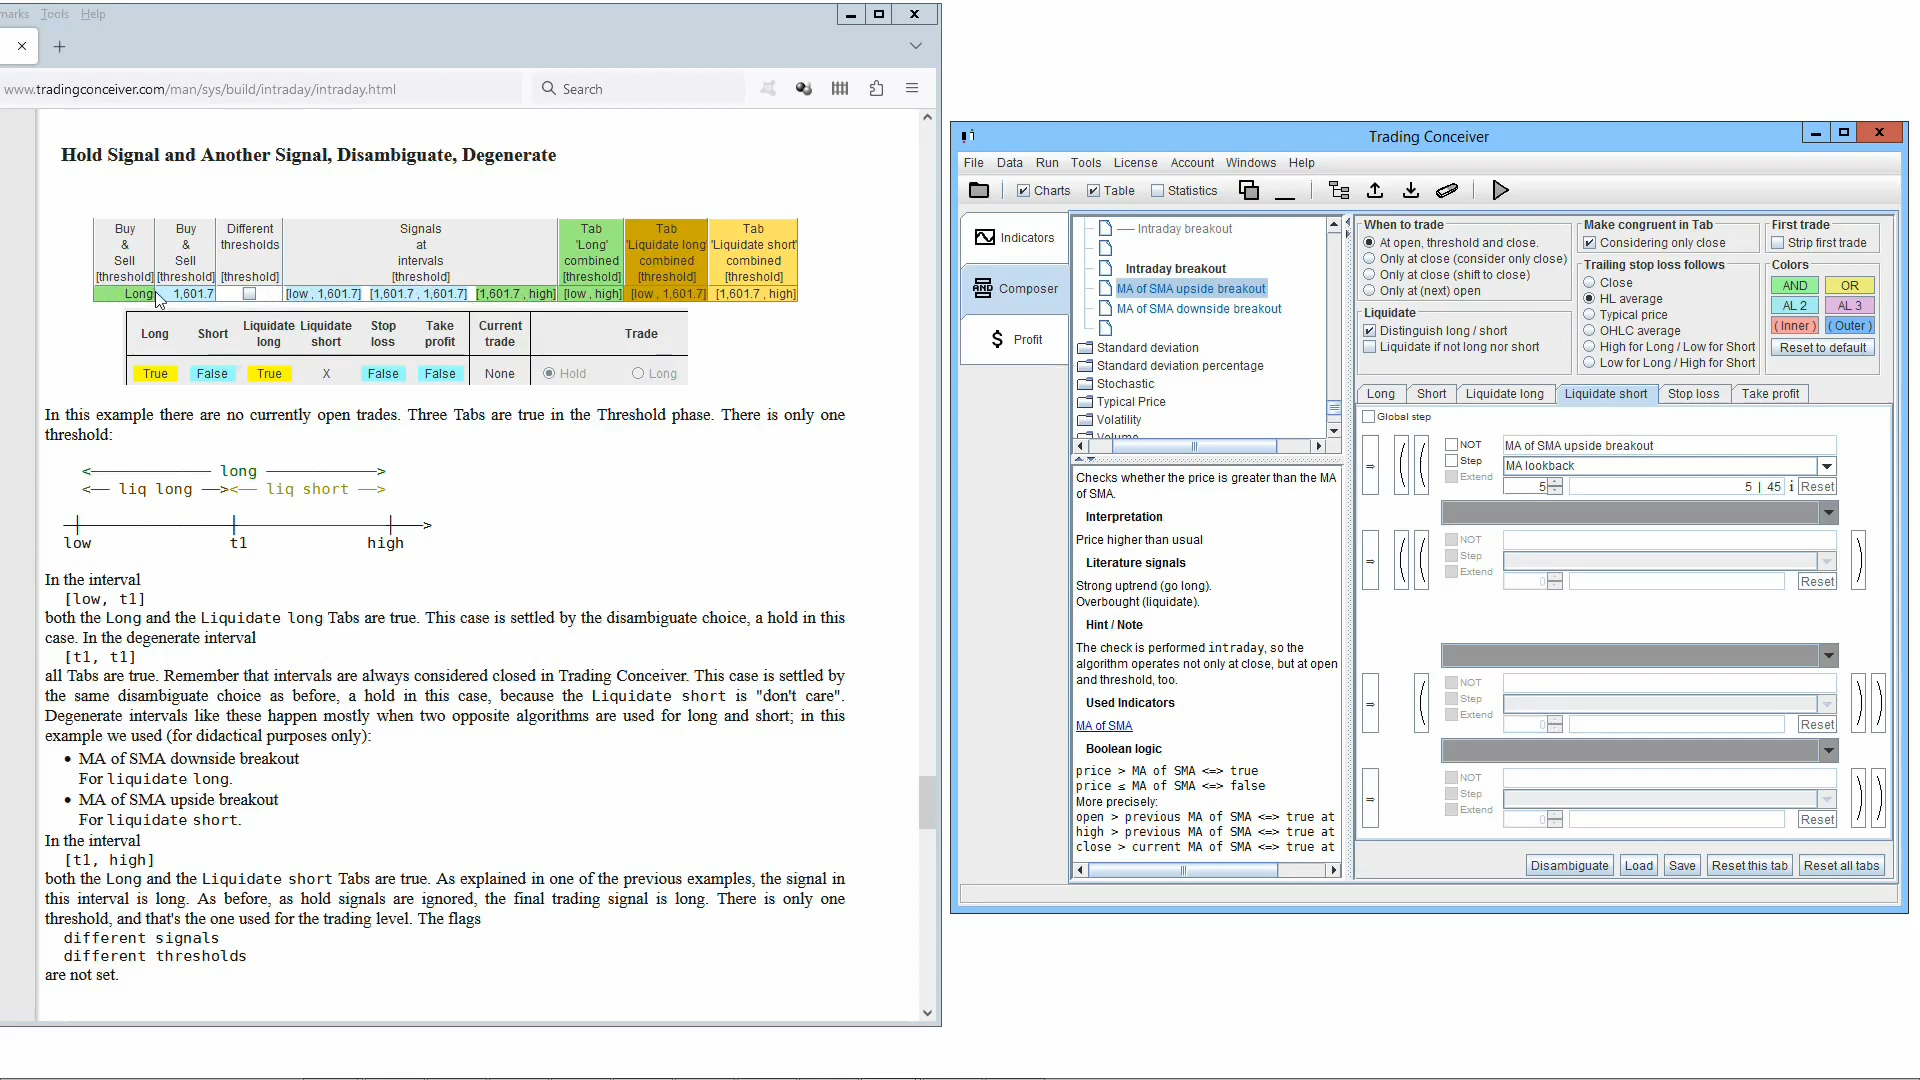 marks Tools Help
www.tradingconceiver.com/man/sys/build/intraday/intraday.html
Search
Hold Signal and Another Signal, Disambiguate, Degenerate
Buy & Sell [threshold]
Buy & Sell [threshold]
Different thresholds [threshold]
Signals at intervals [threshold]
Tab 'Long' combined [threshold]
Tab 'Liquidate long' combined [threshold]
Tab 'Liquidate short' combined [threshold]
Long 1,601.7 [low , 1,601.7] [1,601.7 , 1,601.7] [1,601.7 , high] [low , high] [low , 1,601.7] [1,601.7 , high]
Long Short Liquidate long Liquidate short Stop loss Take profit Current trade Trade
True False True X False False None Hold Long
In this example there are no currently open trades. Three Tabs are true in the Threshold phase. There is only one
threshold:
<———————— long ————————>
<—— liq long ——><—— liq short ——>
low t1 high
In the interval
[low, t1]
both the Long and the Liquidate long Tabs are true. This case is settled by the disambiguate choice, a hold in this
case. In the degenerate interval
[t1, t1]
all Tabs are true. Remember that intervals are always considered closed in Trading Conceiver. This case is settled by
the same disambiguate choice as before, a hold in this case, because the Liquidate short is "don't care".
Degenerate intervals like these happen mostly when two opposite algorithms are used for long and short; in this
example we used (for didactical purposes only):
• MA of SMA downside breakout
For liquidate long.
• MA of SMA upside breakout
For liquidate short.
In the interval
[t1, high]
both the Long and the Liquidate short Tabs are true. As explained in one of the previous examples, the signal in
this interval is long. As before, as hold signals are ignored, the final trading signal is long. There is only one
threshold, and that's the one used for the trading level. The flags
different signals
different thresholds
are not set.
Trading Conceiver
File Data Run Tools License Account Windows Help
Charts Table Statistics
Indicators
Composer
Profit
Intraday breakout
Intraday breakout
MA of SMA upside breakout
MA of SMA downside breakout
Standard deviation
Standard deviation percentage
Stochastic
Typical Price
Volatility
Volume
Checks whether the price is greater than the MA
of SMA.
Interpretation
Price higher than usual
Literature signals
Strong uptrend (go long).
Overbought (liquidate).
Hint / Note
The check is performed intraday, so the
algorithm operates not only at close, but at open
and threshold, too.
Used Indicators
MA of SMA
Boolean logic
price > MA of SMA <=> true
price ≤ MA of SMA <=> false
More precisely:
open > previous MA of SMA <=> true at
high > previous MA of SMA <=> true at
close > current MA of SMA <=> true at
When to trade
At open, threshold and close.
Only at close (consider only close)
Only at close (shift to close)
Only at (next) open
Liquidate
Distinguish long / short
Liquidate if not long nor short
Make congruent in Tab
Considering only close
Trailing stop loss follows
Close
HL average
Typical price
OHLC average
High for Long / Low for Short
Low for Long / High for Short
First trade
Strip first trade
Colors
AND OR
AL 2 AL 3
( Inner ) ( Outer )
Reset to default
Long Short Liquidate long Liquidate short Stop loss Take profit
Global step
NOT MA of SMA upside breakout
Step MA lookback
Extend 5 5 | 45 i Reset
NOT
Step
Extend 0 Reset
NOT
Step
Extend 0 Reset
NOT
Step
Extend 0 Reset
Disambiguate Load Save Reset this tab Reset all tabs